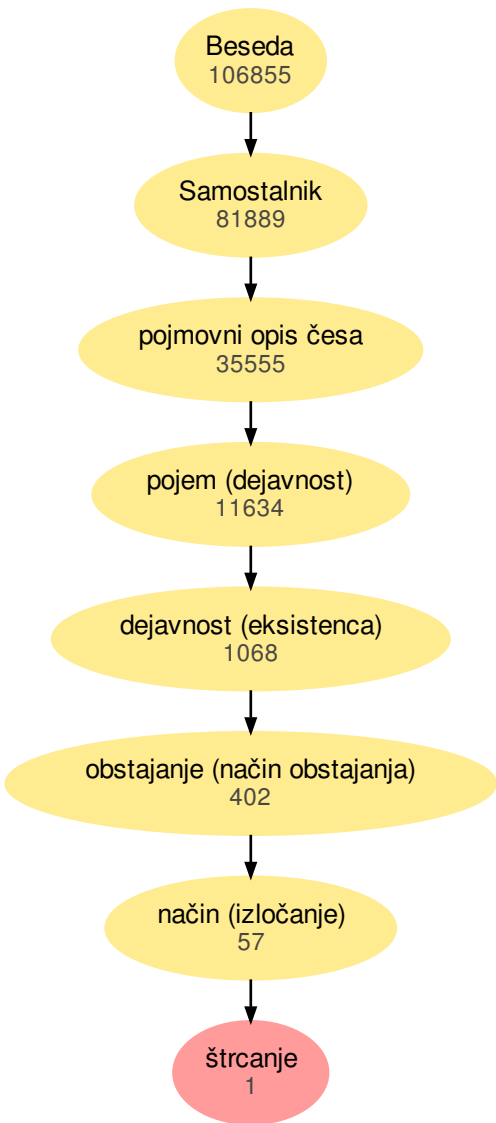 Beseda
106855
Samostalnik
81889
pojmovni opis česa
35555
pojem (dejavnost)
11634
dejavnost (eksistenca)
1068
obstajanje (način obstajanja)
402
način (izločanje)
57
štrcanje
1